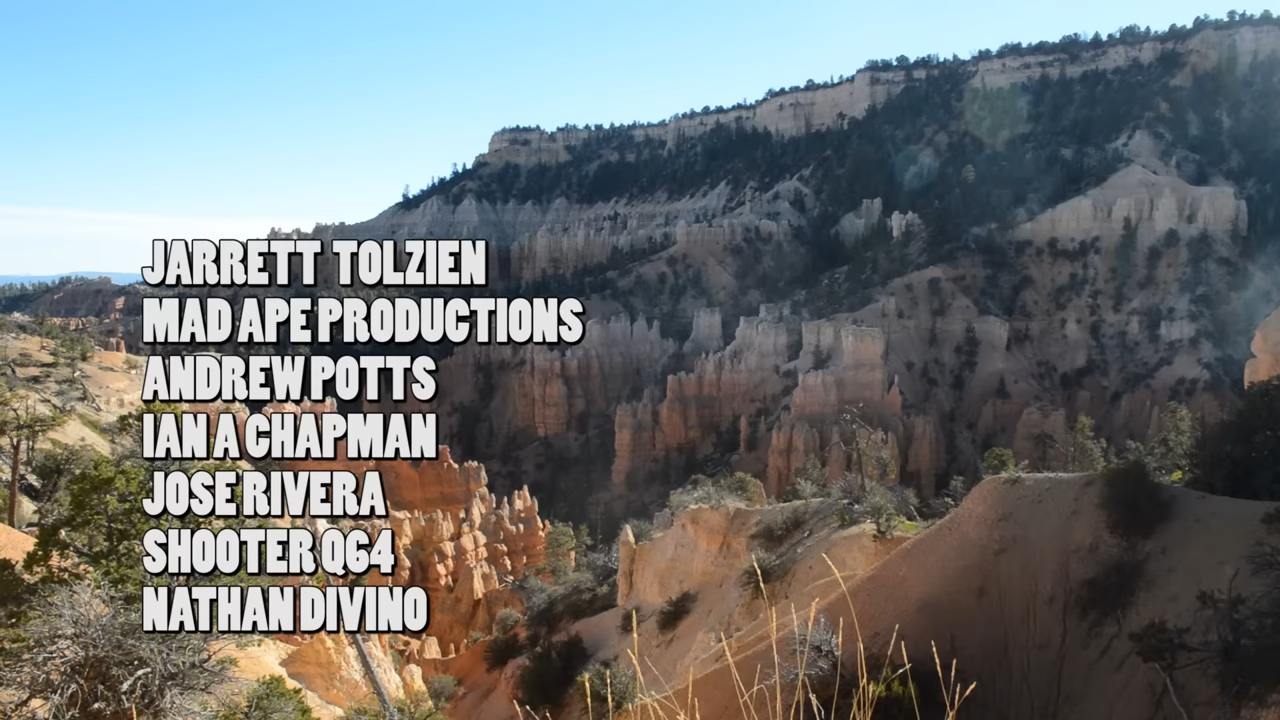 JARRETT TOLZIEN
MAD APE PRODUCTIONS
ANDREW POTTS
IAN A CHAPMAN
JOSE RIVERA
SHOOTER Q64
NATHAN DIVINO